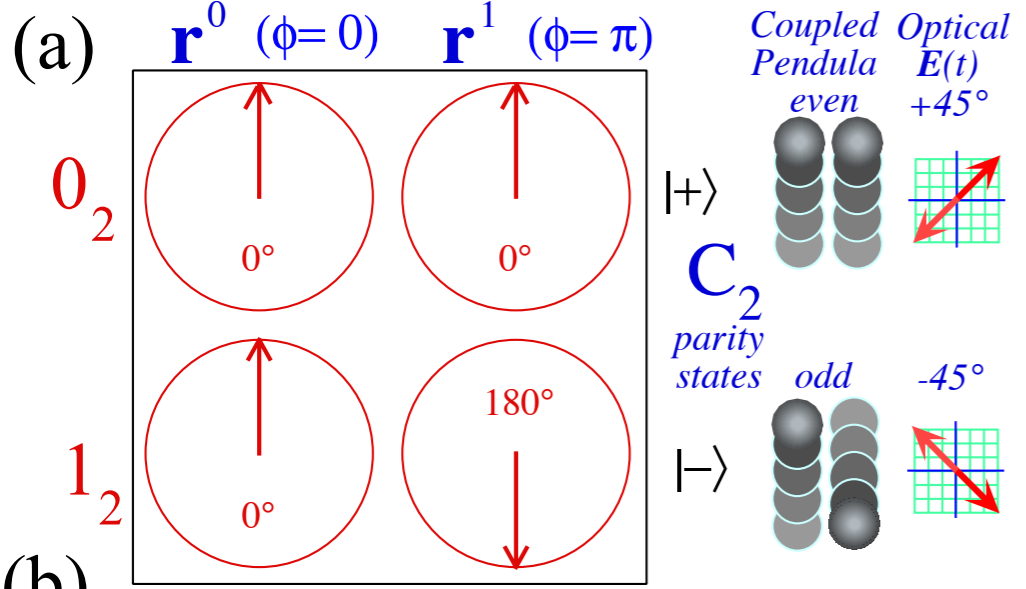 (a) r⁰ (ϕ= 0) r¹ (ϕ= π)
Coupled Pendula even
Optical E(t) +45°
0₂ 0° 0° |+⟩
C₂ parity states
odd -45°
1₂ 0° 180° |−⟩
(b)